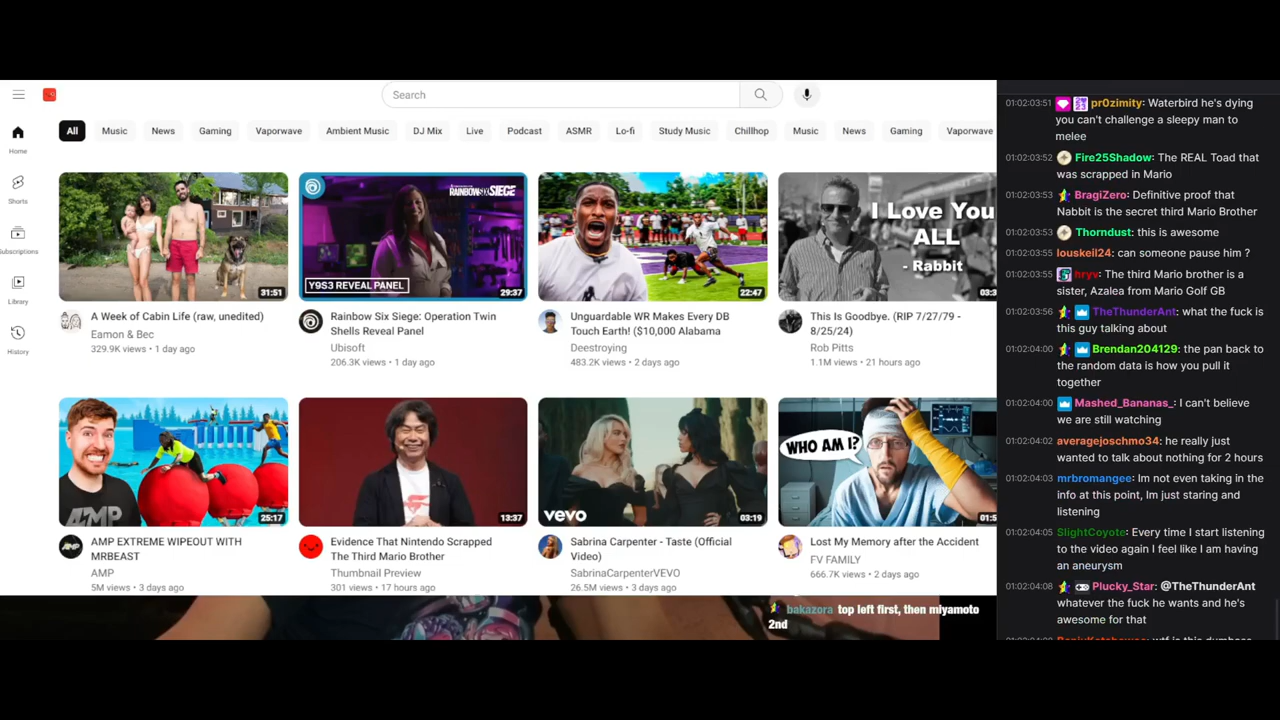 Search
All
Music
News
Gaming
Vaporwave
Ambient Music
DJ Mix
Live
Podcast
ASMR
Lo-fi
Study Music
Chillhop
Music
News
Gaming
Vaporwave
Home
Shorts
Subscriptions
Library
History
31:51
A Week of Cabin Life (raw, unedited)
Eamon & Bec
329.9K views • 1 day ago
RAINBOWSIX SIEGE
Y9S3 REVEAL PANEL
29:37
Rainbow Six Siege: Operation Twin
Shells Reveal Panel
Ubisoft
206.3K views • 1 day ago
22:47
Unguardable WR Makes Every DB
Touch Earth! ($10,000 Alabama
Deestroying
483.2K views • 2 days ago
I Love You
ALL
- Rabbit
03:3
This Is Goodbye. (RIP 7/27/79 -
8/25/24)
Rob Pitts
1.1M views • 21 hours ago
AMP
25:17
AMP EXTREME WIPEOUT WITH
MRBEAST
AMP
5M views • 3 days ago
13:37
Evidence That Nintendo Scrapped
The Third Mario Brother
Thumbnail Preview
301 views • 17 hours ago
vevo
03:19
Sabrina Carpenter - Taste (Official
Video)
SabrinaCarpenterVEVO
26.5M views • 3 days ago
WHO AM I?
01:5
Lost My Memory after the Accident
FV FAMILY
666.7K views • 2 days ago
bakazora top left first, then miyamoto
2nd
01:02:03:51 pr0zimity: Waterbird he's dying
you can't challenge a sleepy man to
melee
01:02:03:52 Fire25Shadow: The REAL Toad that
was scrapped in Mario
01:02:03:53 BragiZero: Definitive proof that
Nabbit is the secret third Mario Brother
01:02:03:53 Thorndust: this is awesome
01:02:03:55 louskeil24: can someone pause him ?
01:02:03:55 hryv: The third Mario brother is a
sister, Azalea from Mario Golf GB
01:02:03:56 TheThunderAnt: what the fuck is
this guy talking about
01:02:04:00 Brendan204129: the pan back to
the random data is how you pull it
together
01:02:04:00 Mashed_Bananas_: I can't believe
we are still watching
01:02:04:02 averagejoschmo34: he really just
wanted to talk about nothing for 2 hours
01:02:04:03 mrbromangee: Im not even taking in the
info at this point, Im just staring and
listening
01:02:04:05 SlightCoyote: Every time I start listening
to the video again I feel like I am having
an aneurysm
01:02:04:08 Plucky_Star: @TheThunderAnt
whatever the fuck he wants and he's
awesome for that